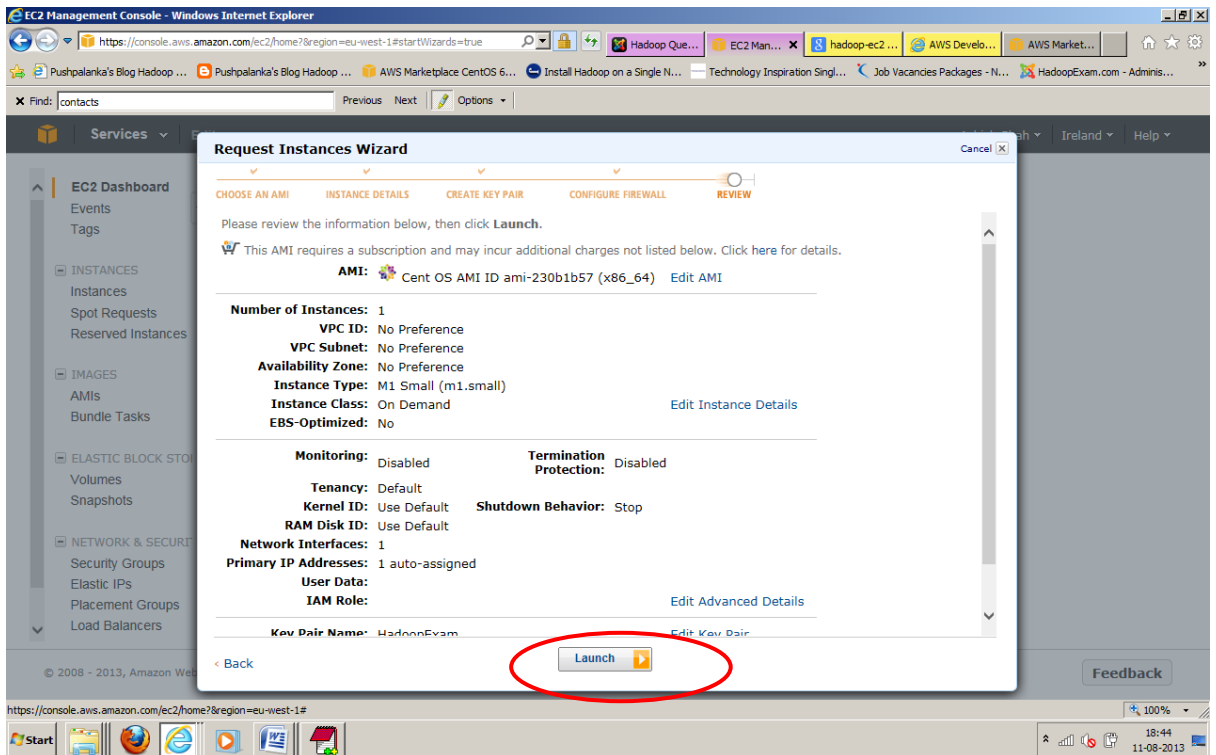 EC2 Management Console - Windows Internet Explorer
https://console.aws.amazon.com/ec2/home?&region=eu-west-1#startWizards=true
Hadoop Que...
EC2 Man...
hadoop-ec2 ...
AWS Develo...
AWS Market...
Pushpalanka's Blog Hadoop ...
Pushpalanka's Blog Hadoop ...
AWS Marketplace CentOS 6...
Install Hadoop on a Single N...
Technology Inspiration Singl...
Job Vacancies Packages - N...
HadoopExam.com - Adminis...
Find: contacts
Previous Next Options
Services
Ireland Help
Request Instances Wizard
Cancel
CHOOSE AN AMI INSTANCE DETAILS CREATE KEY PAIR CONFIGURE FIREWALL REVIEW
EC2 Dashboard
Events
Tags
INSTANCES
Instances
Spot Requests
Reserved Instances
IMAGES
AMIs
Bundle Tasks
ELASTIC BLOCK STO
Volumes
Snapshots
NETWORK & SECURI
Security Groups
Elastic IPs
Placement Groups
Load Balancers
Please review the information below, then click Launch.
This AMI requires a subscription and may incur additional charges not listed below. Click here for details.
AMI: Cent OS AMI ID ami-230b1b57 (x86_64) Edit AMI
Number of Instances: 1
VPC ID: No Preference
VPC Subnet: No Preference
Availability Zone: No Preference
Instance Type: M1 Small (m1.small)
Instance Class: On Demand Edit Instance Details
EBS-Optimized: No
Monitoring: Disabled Termination Protection: Disabled
Tenancy: Default
Kernel ID: Use Default Shutdown Behavior: Stop
RAM Disk ID: Use Default
Network Interfaces: 1
Primary IP Addresses: 1 auto-assigned
User Data:
IAM Role: Edit Advanced Details
Key Pair Name: HadoopExam Edit Key Pair
< Back
Launch
© 2008 - 2013, Amazon Web
Feedback
https://console.aws.amazon.com/ec2/home?&region=eu-west-1#
100%
Start
18:44
11-08-2013